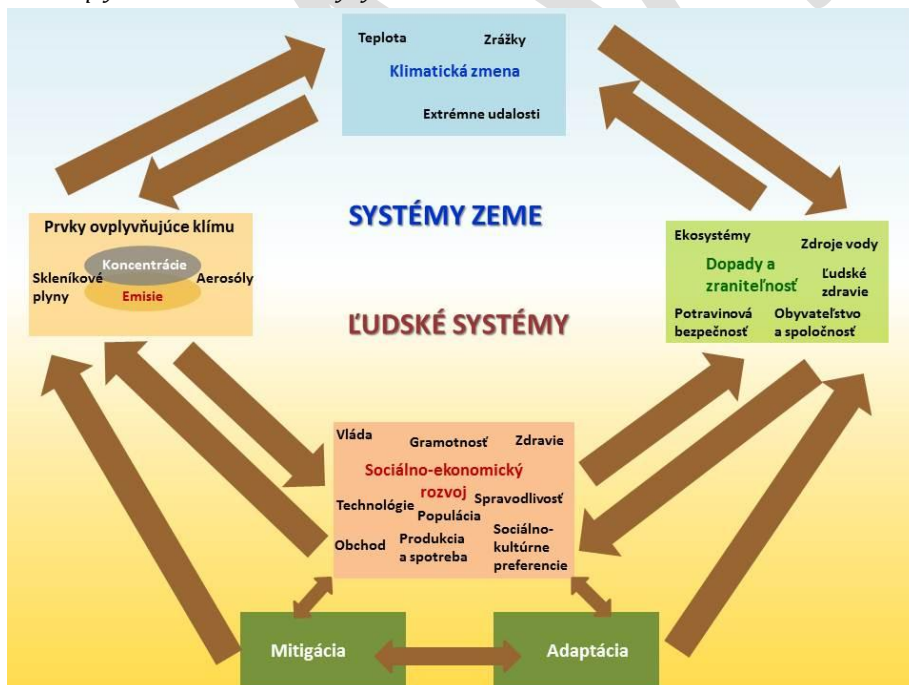 Teplota
Zrážky
Klimatická zmena
Extrémne udalosti
SYSTÉMY ZEME
Prvky ovplyvňujúce klímu
Koncentrácie
Skleníkové
plyny
Aerosóly
Emisie
Ekosystémy
Zdroje vody
Dopady a
zraniteľnosť
Ľudské
zdravie
Potravinová
bezpečnosť
Obyvateľstvo
a spoločnosť
ĽUDSKÉ SYSTÉMY
Vláda
Gramotnosť
Zdravie
Sociálno-ekonomický
rozvoj
Technológie
Spravodlivosť
Populácia
Obchod
Produkcia
a spotreba
Sociálno-
kultúrne
preferencie
Mitigácia
Adaptácia